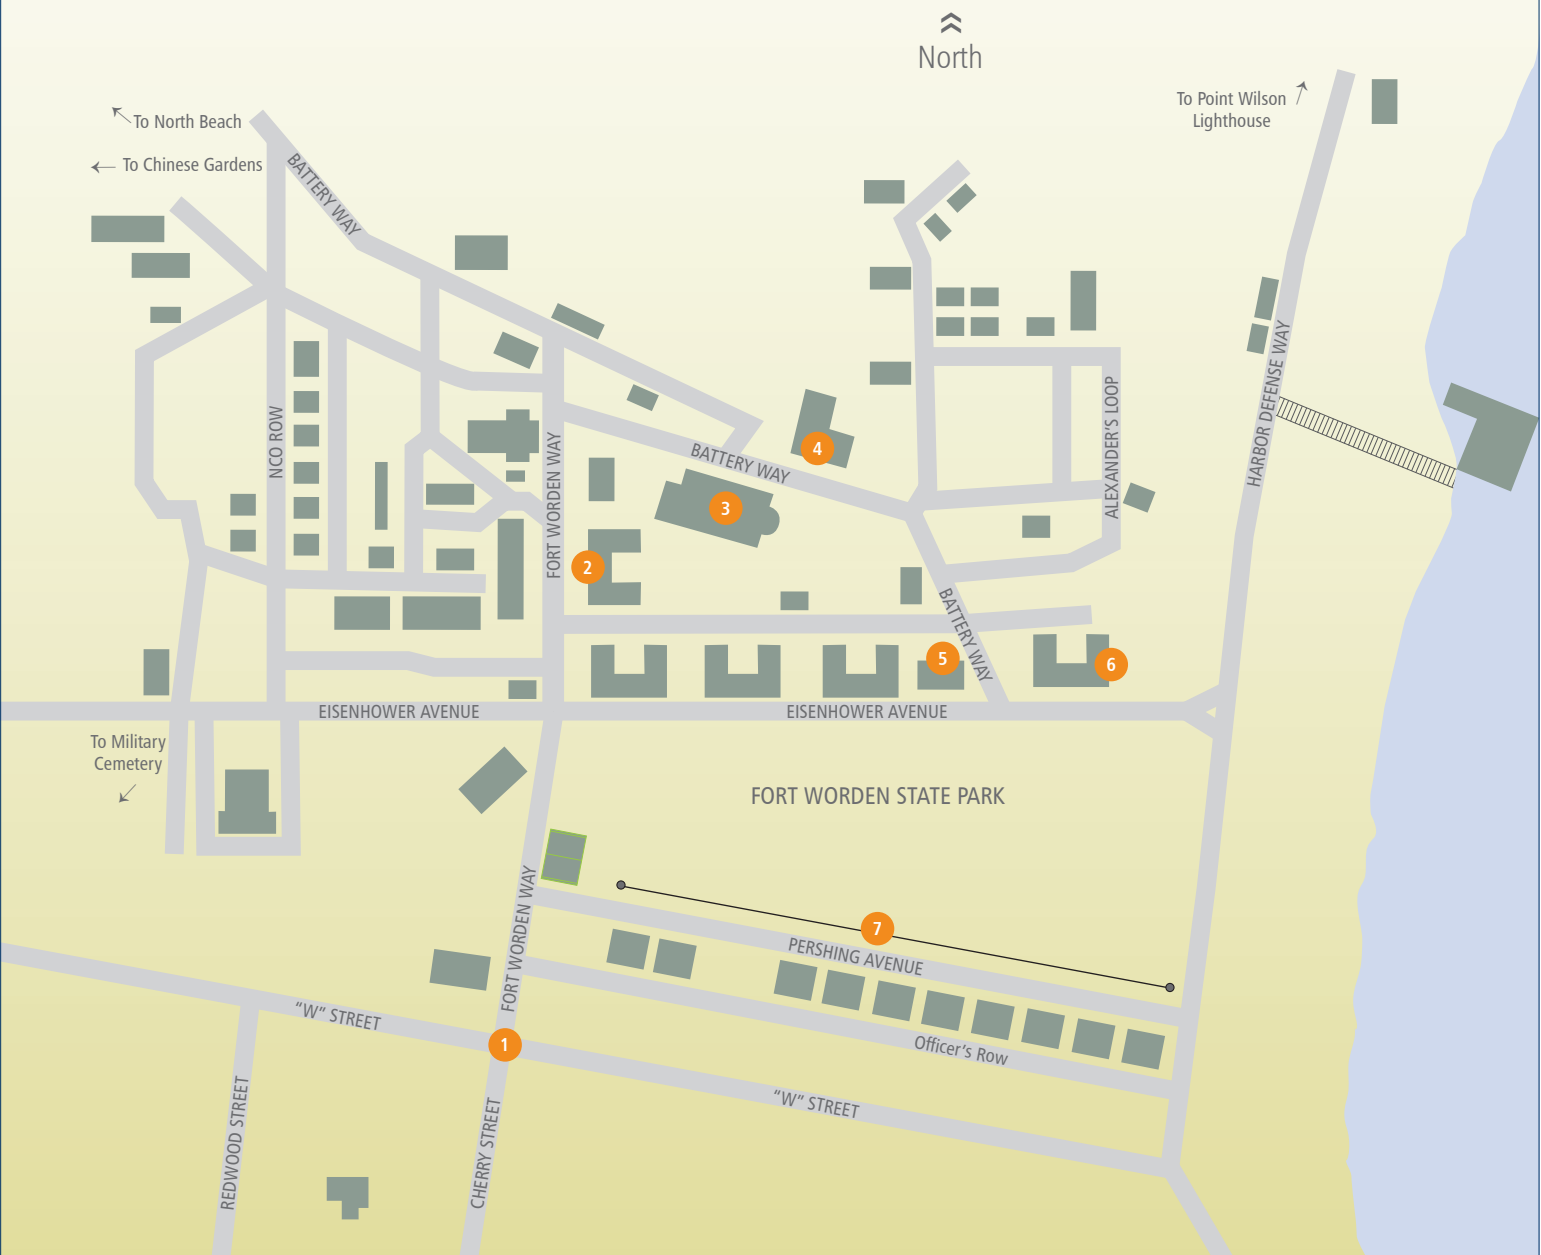 North
To Point Wilson
Lighthouse
To North Beach
To Chinese Gardens
BATTERY WAY
NCO ROW
FORT WORDEN WAY
BATTERY WAY
4
3
2
ALEXANDER'S LOOP
HARBOR DEFENSE WAY
BATTERY WAY
5
6
EISENHOWER AVENUE
EISENHOWER AVENUE
To Military
Cemetery
FORT WORDEN STATE PARK
FORT WORDEN WAY
7
PERSHING AVENUE
Officer's Row
"W" STREET
1
"W" STREET
REDWOOD STREET
CHERRY STREET